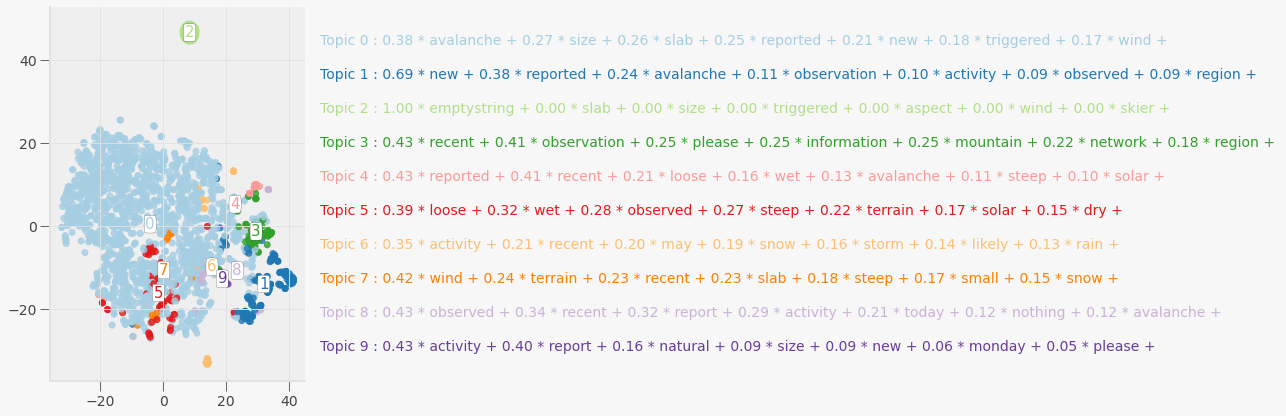 2
40
20
0
−20
−20
0
20
40
0
4
3
7
6
8
9
1
5
Topic 0 : 0.38 * avalanche + 0.27 * size + 0.26 * slab + 0.25 * reported + 0.21 * new + 0.18 * triggered + 0.17 * wind +
Topic 1 : 0.69 * new + 0.38 * reported + 0.24 * avalanche + 0.11 * observation + 0.10 * activity + 0.09 * observed + 0.09 * region +
Topic 2 : 1.00 * emptystring + 0.00 * slab + 0.00 * size + 0.00 * triggered + 0.00 * aspect + 0.00 * wind + 0.00 * skier +
Topic 3 : 0.43 * recent + 0.41 * observation + 0.25 * please + 0.25 * information + 0.25 * mountain + 0.22 * network + 0.18 * region +
Topic 4 : 0.43 * reported + 0.41 * recent + 0.21 * loose + 0.16 * wet + 0.13 * avalanche + 0.11 * steep + 0.10 * solar +
Topic 5 : 0.39 * loose + 0.32 * wet + 0.28 * observed + 0.27 * steep + 0.22 * terrain + 0.17 * solar + 0.15 * dry +
Topic 6 : 0.35 * activity + 0.21 * recent + 0.20 * may + 0.19 * snow + 0.16 * storm + 0.14 * likely + 0.13 * rain +
Topic 7 : 0.42 * wind + 0.24 * terrain + 0.23 * recent + 0.23 * slab + 0.18 * steep + 0.17 * small + 0.15 * snow +
Topic 8 : 0.43 * observed + 0.34 * recent + 0.32 * report + 0.29 * activity + 0.21 * today + 0.12 * nothing + 0.12 * avalanche +
Topic 9 : 0.43 * activity + 0.40 * report + 0.16 * natural + 0.09 * size + 0.09 * new + 0.06 * monday + 0.05 * please +